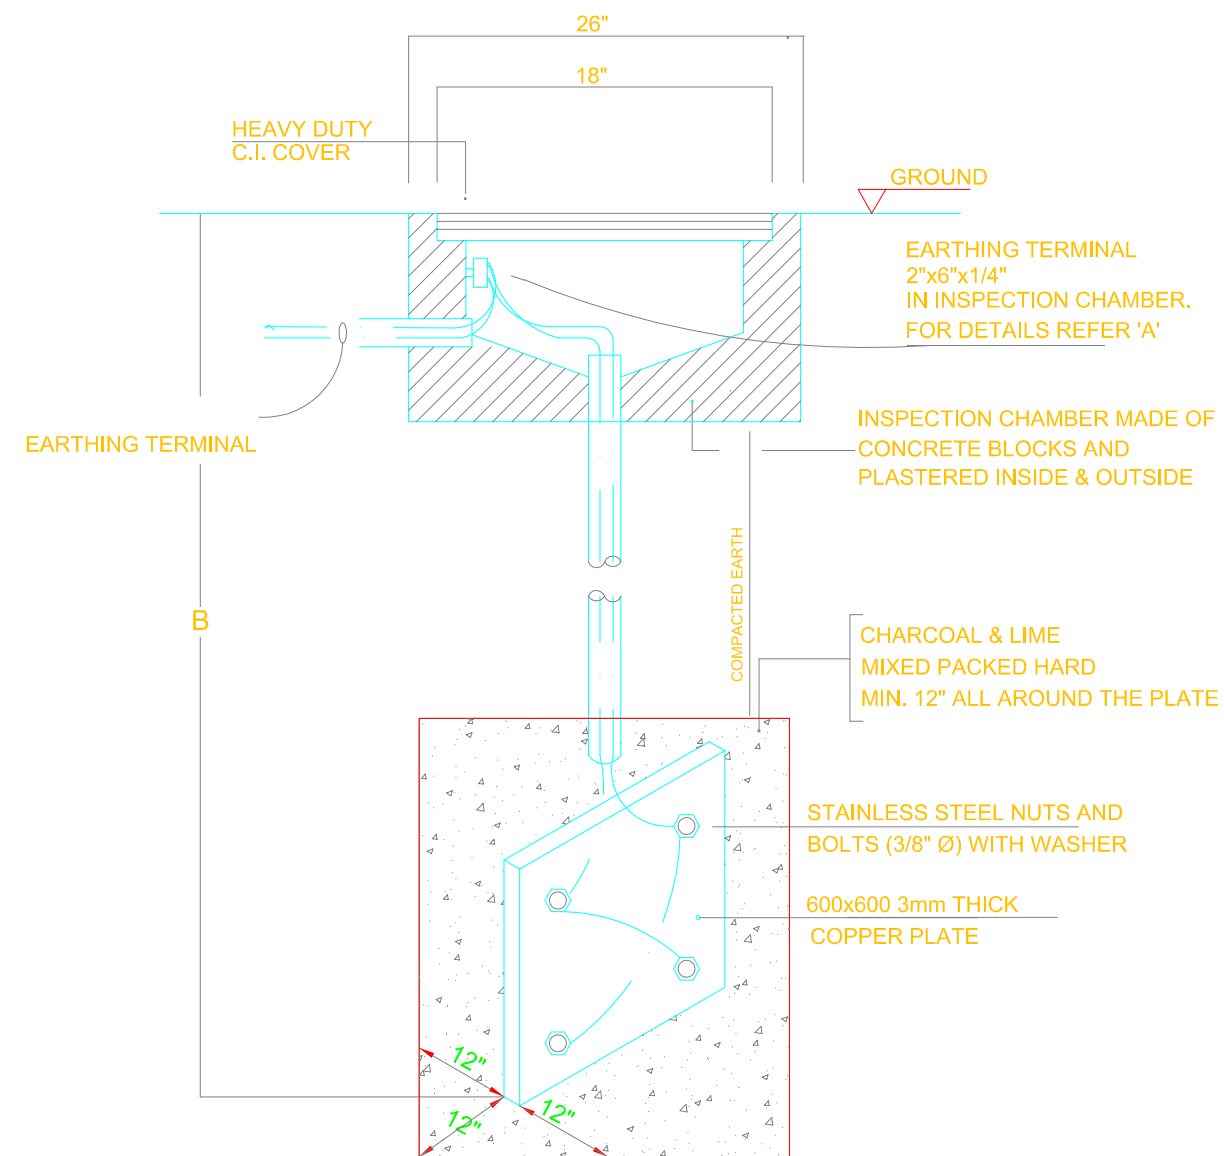 26"
18"
HEAVY DUTY
C.I. COVER
GROUND
EARTHING TERMINAL
2"x6"x1/4"
IN INSPECTION CHAMBER.
FOR DETAILS REFER 'A'
INSPECTION CHAMBER MADE OF
CONCRETE BLOCKS AND
PLASTERED INSIDE & OUTSIDE
EARTHING TERMINAL
COMPACTED EARTH
B
CHARCOAL & LIME
MIXED PACKED HARD
MIN. 12" ALL AROUND THE PLATE
STAINLESS STEEL NUTS AND
BOLTS (3/8" Ø) WITH WASHER
600x600 3mm THICK
COPPER PLATE
12"
12"
12"